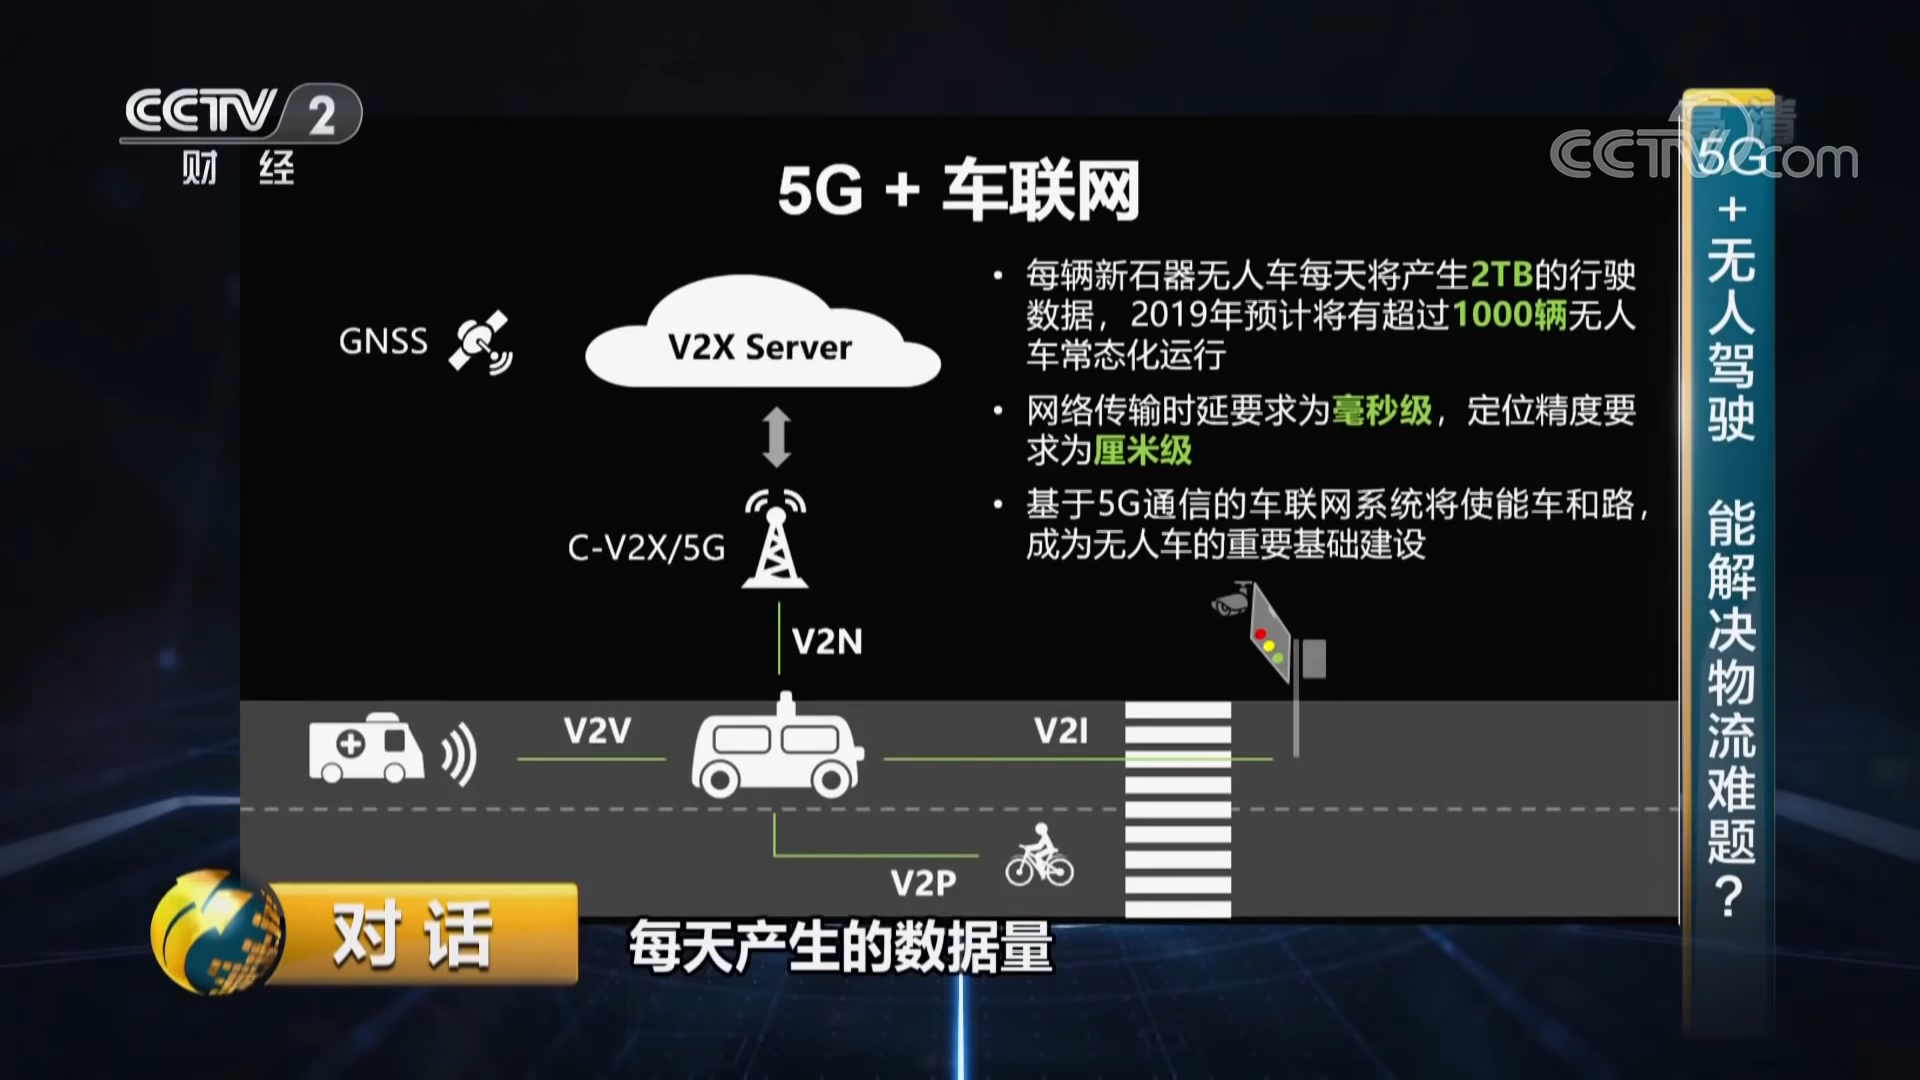 CCTV 2
财 经
高清
CCTV.com
5G + 车联网
GNSS
V2X Server
C-V2X/5G
V2N
V2V
V2I
V2P
• 每辆新石器无人车每天将产生2TB的行驶
数据，2019年预计将有超过1000辆无人
车常态化运行
• 网络传输时延要求为毫秒级，定位精度要
求为厘米级
• 基于5G通信的车联网系统将使能车和路，
成为无人车的重要基础建设
5G+无人驾驶 能解决物流难题？
对话
每天产生的数据量